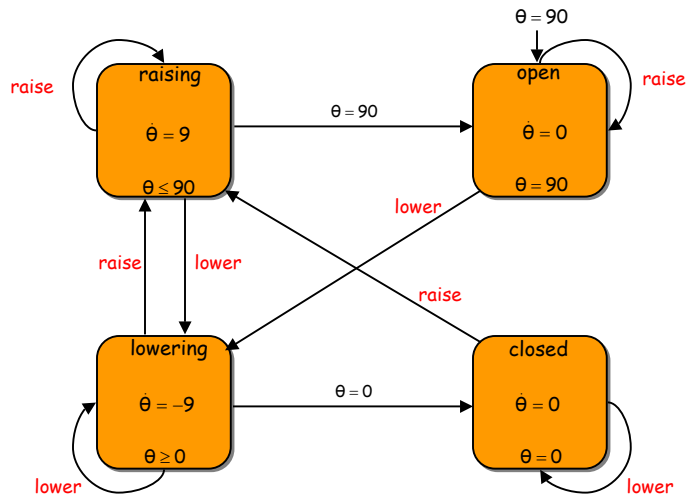 θ = 90
raising
open
raise
raise
θ = 90
θ̇ = 9
θ̇ = 0
θ ≤ 90
θ = 90
lower
raise
lower
raise
lowering
closed
θ = 0
θ̇ = −9
θ̇ = 0
θ ≥ 0
θ = 0
lower
lower